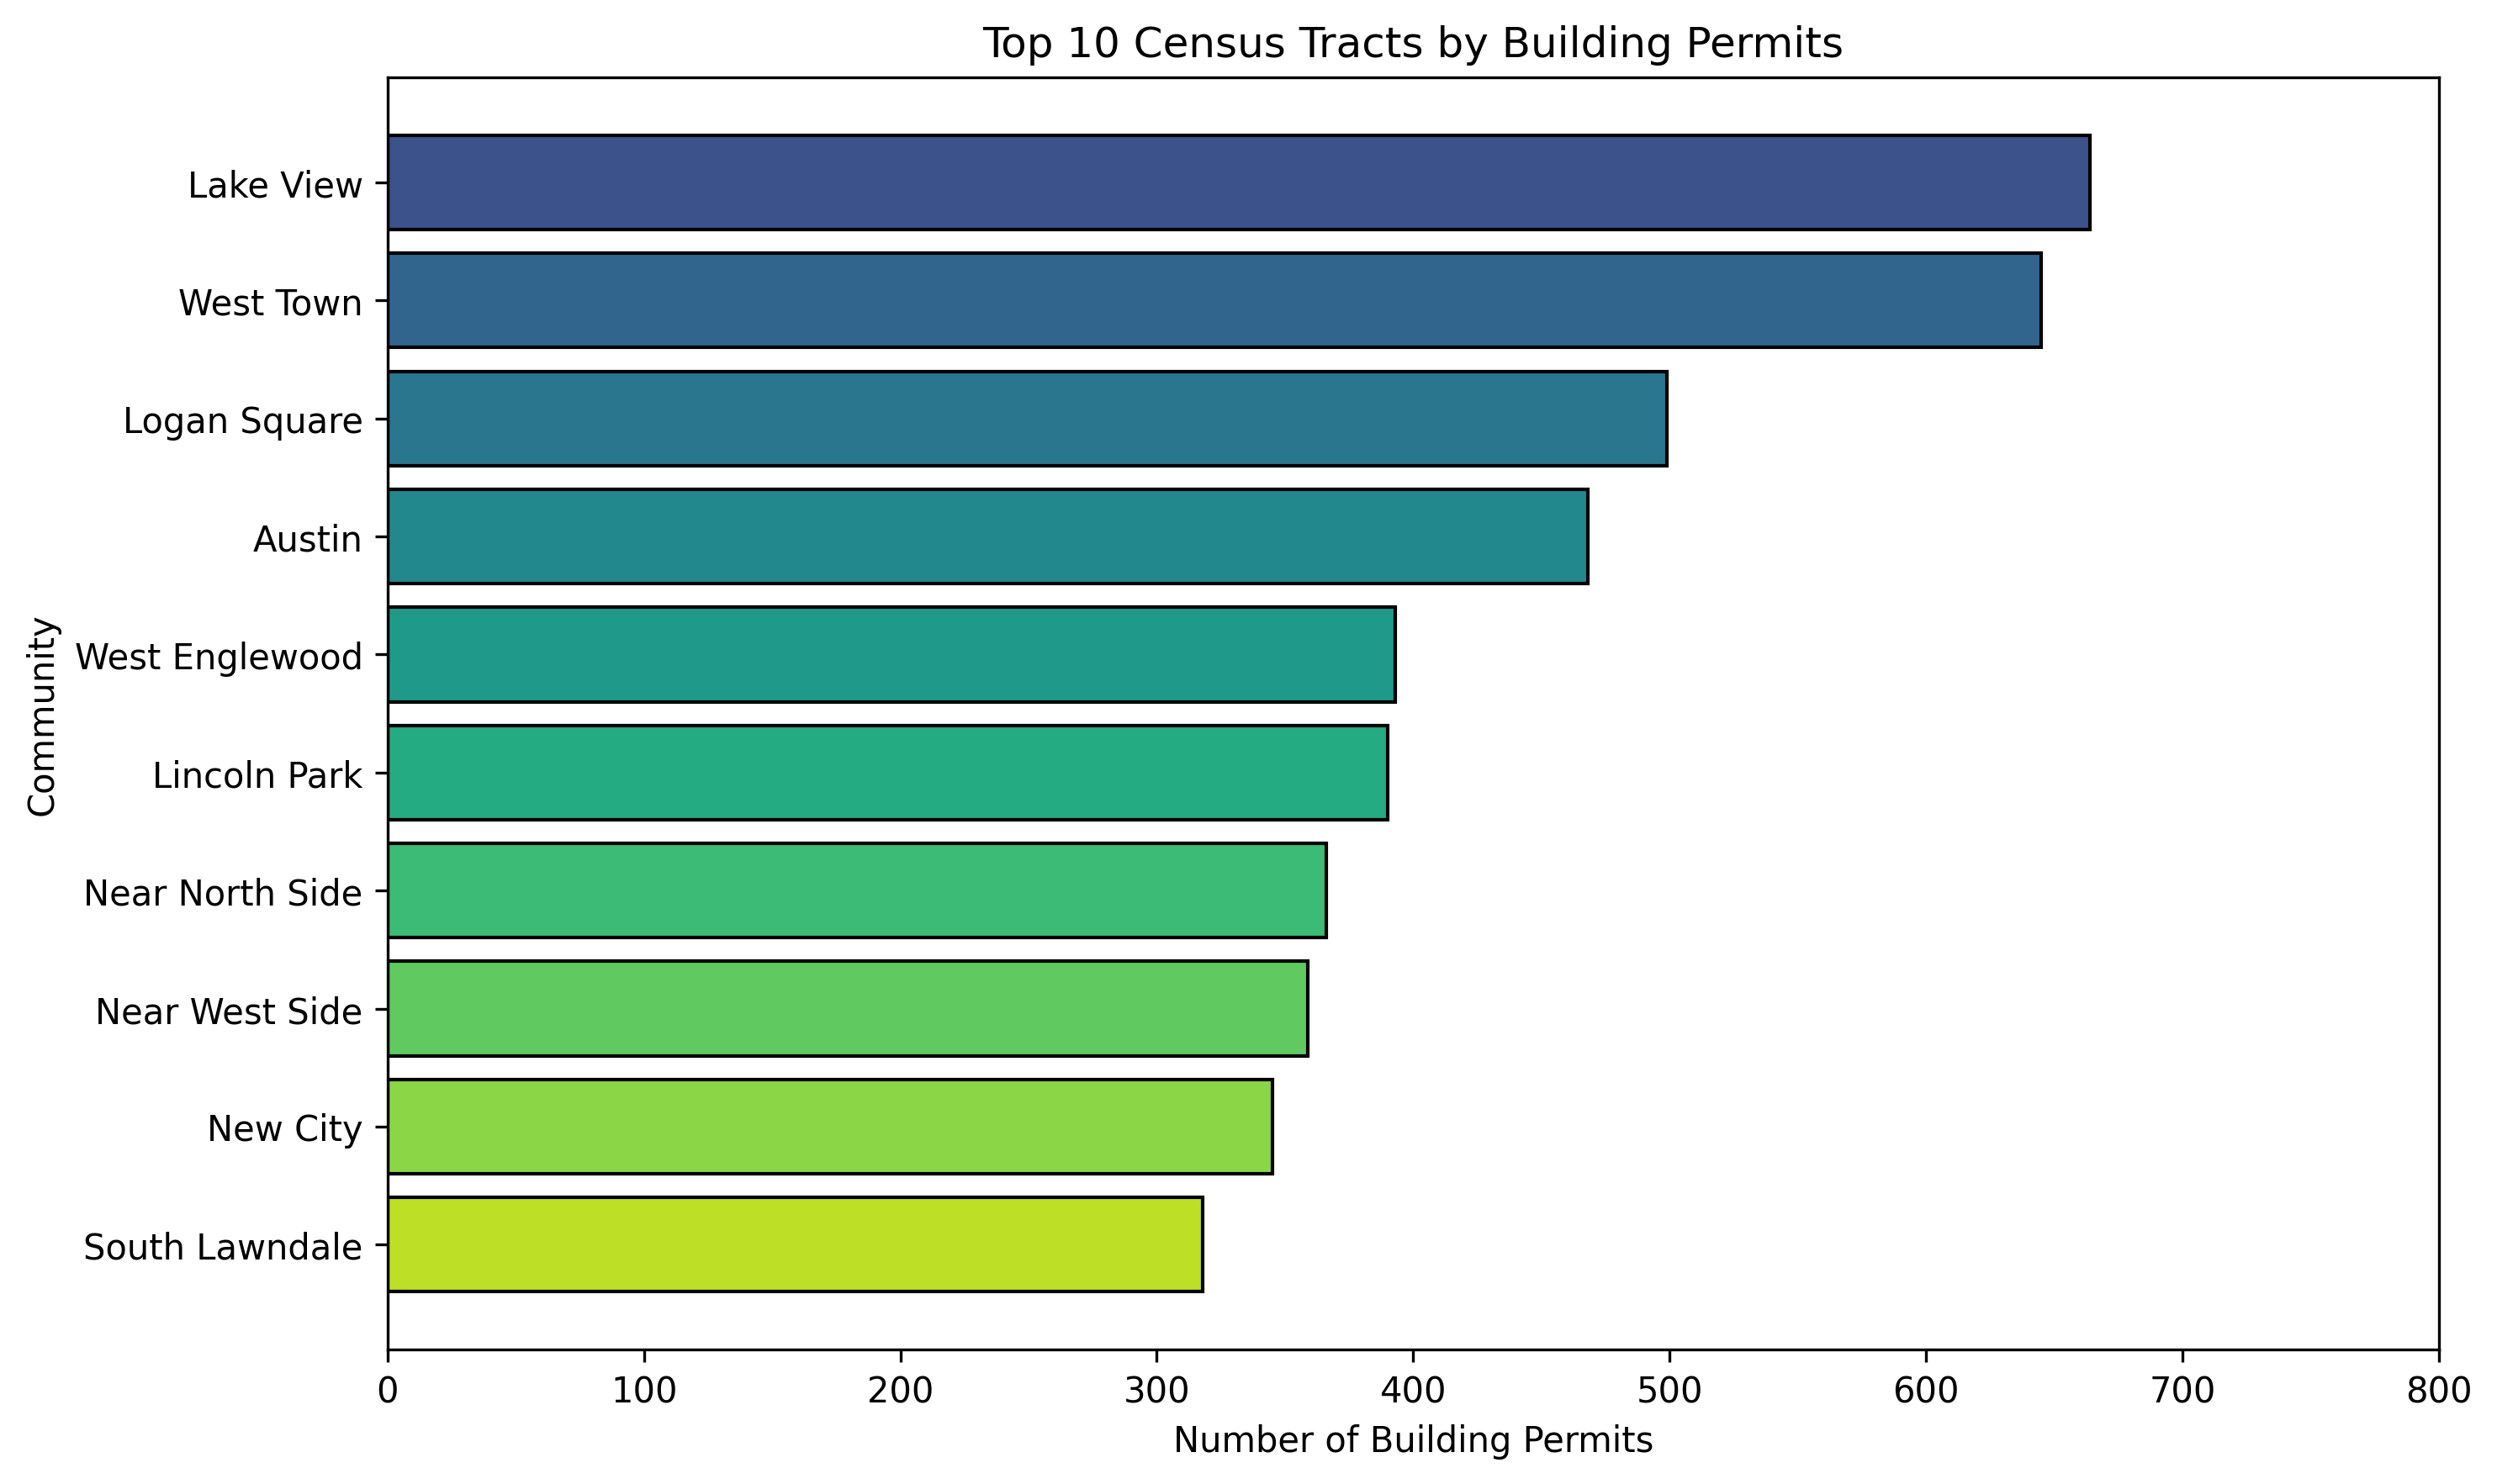 Top 10 Census Tracts by Building Permits
Community
Lake View
West Town
Logan Square
Austin
West Englewood
Lincoln Park
Near North Side
Near West Side
New City
South Lawndale
0 100 200 300 400 500 600 700 800
Number of Building Permits